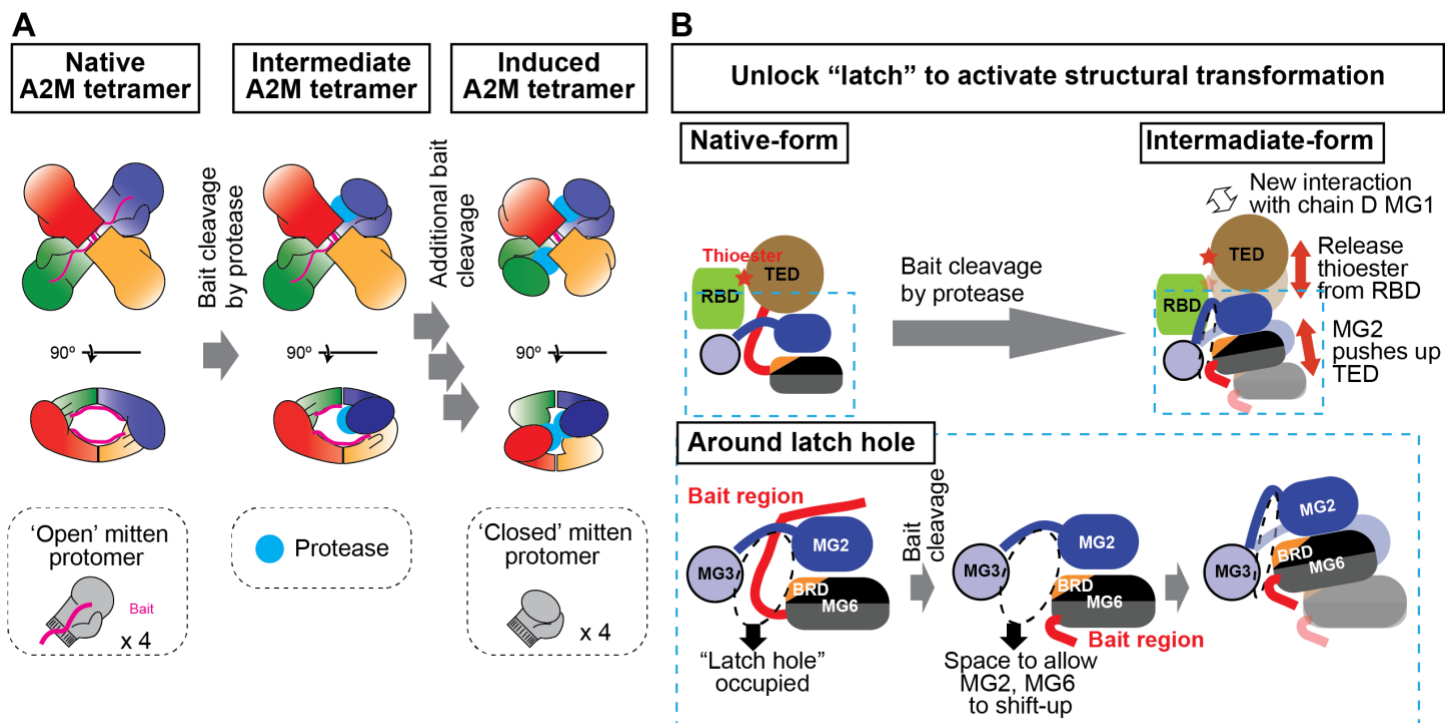 A
Native
A2M tetramer
Intermediate
A2M tetramer
Induced
A2M tetramer
Bait cleavage
by protease
Additional bait
cleavage
90º
90º
90º
‘Open’ mitten
protomer
Bait
x 4
Protease
‘Closed’ mitten
protomer
x 4
B
Unlock “latch” to activate structural transformation
Native-form
Intermadiate-form
Thioester
TED
RBD
Bait cleavage
by protease
New interaction
with chain D MG1
TED
RBD
Release
thioester
from RBD
MG2
pushes up
TED
Around latch hole
Bait region
MG2
MG3
BRD
MG6
“Latch hole”
occupied
Bait
cleavage
MG2
MG3
BRD
MG6
Bait region
Space to allow
MG2, MG6
to shift-up
MG2
BRD
MG3
MG6